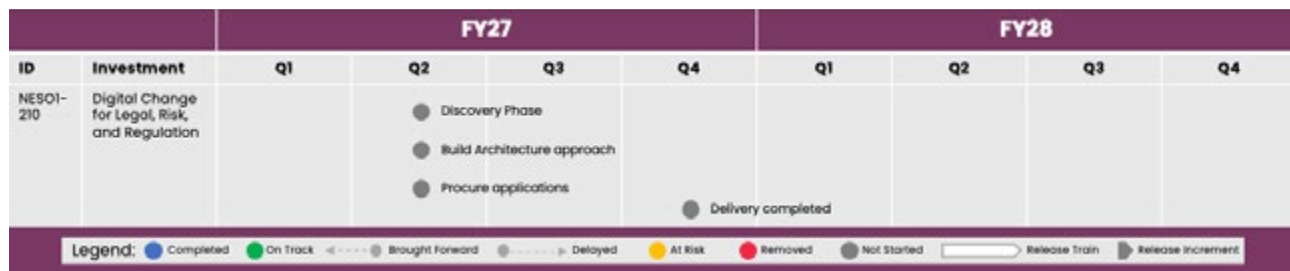 FY27 FY28
ID Investment Q1 Q2 Q3 Q4 Q1 Q2 Q3 Q4
NESO1-
210
Digital Change
for Legal, Risk,
and Regulation
Discovery Phase
Build Architecture approach
Procure applications
Delivery completed
Legend: Completed On Track Brought Forward Delayed At Risk Removed Not Started Release Train Release Increment